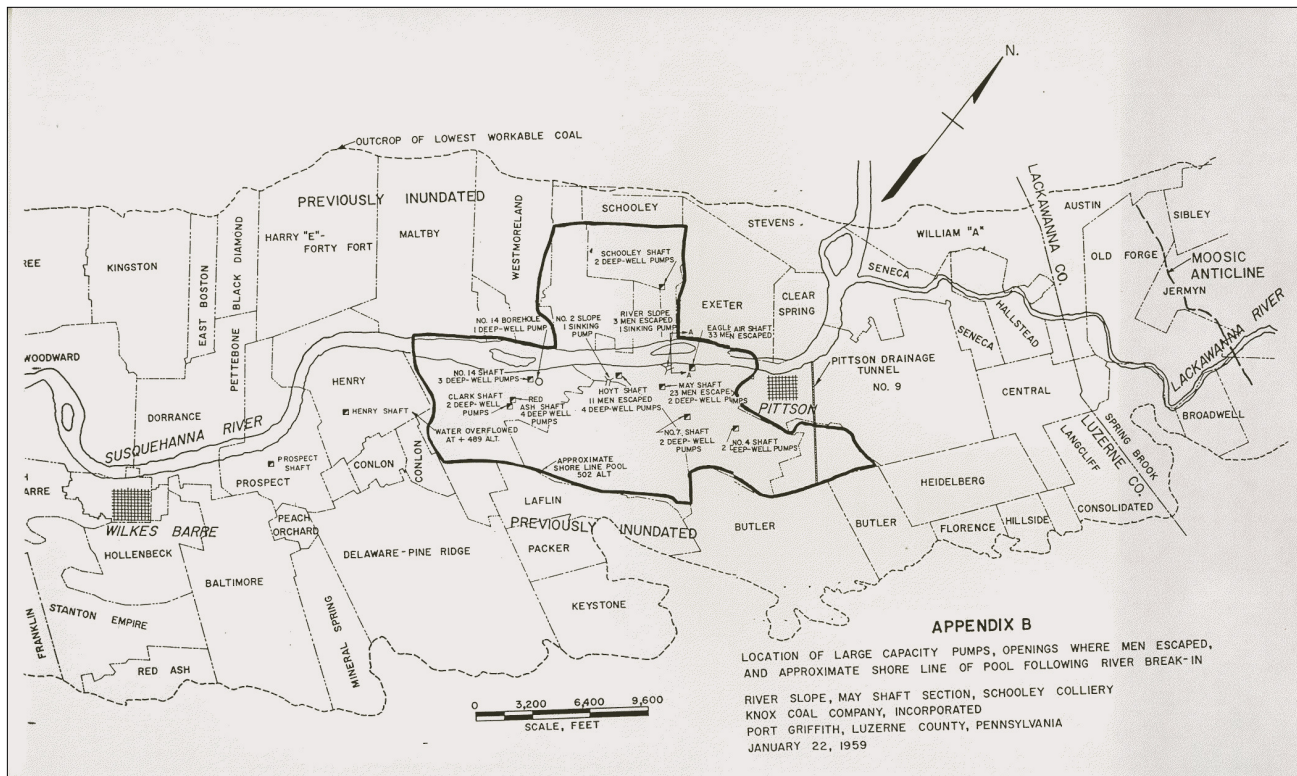 N.
OUTCROP OF LOWEST WORKABLE COAL
PREVIOUSLY INUNDATED
REE
KINGSTON
EAST BOSTON
BLACK DIAMOND
PETTEBONE
HARRY "E"-
FORTY FORT
MALTBY
WESTMORELAND
SCHOOLEY
STEVENS
WILLIAM "A"
LACKAWANNA CO.
AUSTIN
SIBLEY
OLD FORGE
MOOSIC
ANTICLINE
JERMYN
LACKAWANNA RIVER
SCHOOLEY SHAFT
2 DEEP-WELL PUMPS
EXETER
CLEAR
SPRING
SENECA
SENECA
HALLSTEAD
NO. 14 BOREHOLE
1 DEEP-WELL PUMP
NO. 2 SLOPE
1 SINKING
PUMP
RIVER SLOPE
3 MEN ESCAPED
1 SINKING PUMP
A
EAGLE AIR SHAFT
33 MEN ESCAPED
A
WOODWARD
DORRANCE
SUSQUEHANNA RIVER
HENRY
HENRY SHAFT
NO. 14 SHAFT
3 DEEP-WELL PUMPS
CLARK SHAFT
2 DEEP-WELL
PUMPS
RED
ASH SHAFT
4 DEEP WELL
PUMPS
HOYT SHAFT
11 MEN ESCAPED
4 DEEP-WELL PUMPS
MAY SHAFT
23 MEN ESCAPE
2 DEEP-WELL PUMPS
PITTSON
PITTSON DRAINAGE
TUNNEL
NO. 9
CENTRAL
BROADWELL
WATER OVERFLOWED
AT + 489 ALT.
NO. 7 SHAFT
2 DEEP-WELL
PUMPS
NO. 4 SHAFT
2 DEEP-WELL PUMPS
APPROXIMATE
SHORE LINE POOL
502 ALT
PROSPECT
SHAFT
PROSPECT
CONLON
CONLON
LAFLIN
HEIDELBERG
LANGCLIFF
LUZERNE CO.
SPRING BROOK
CONSOLIDATED
ARRE
WILKES BARRE
HOLLENBECK
PEACH
ORCHARD
PREVIOUSLY INUNDATED
BUTLER
BUTLER
FLORENCE
HILLSIDE
BALTIMORE
DELAWARE-PINE RIDGE
PACKER
KEYSTONE
FRANKLIN
STANTON EMPIRE
RED ASH
MINERAL SPRING
0 3,200 6,400 9,600
SCALE, FEET
APPENDIX B
LOCATION OF LARGE CAPACITY PUMPS, OPENINGS WHERE MEN ESCAPED,
AND APPROXIMATE SHORE LINE OF POOL FOLLOWING RIVER BREAK-IN
RIVER SLOPE, MAY SHAFT SECTION, SCHOOLEY COLLIERY
KNOX COAL COMPANY, INCORPORATED
PORT GRIFFITH, LUZERNE COUNTY, PENNSYLVANIA
JANUARY 22, 1959